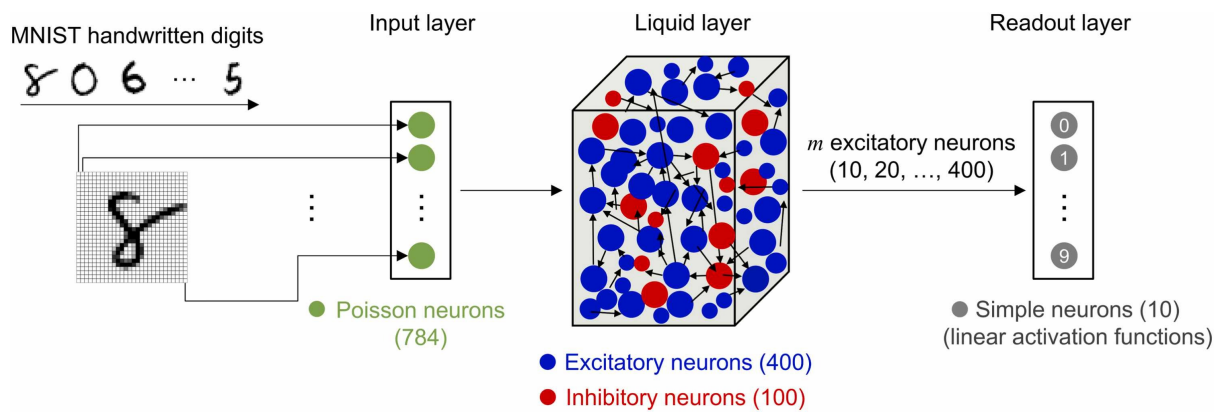 Input layer
Liquid layer
Readout layer
MNIST handwritten digits
8 0 6 ... 5
8
⋮
⋮
Poisson neurons
(784)
m excitatory neurons
(10, 20, ..., 400)
0
1
⋮
9
Excitatory neurons (400)
Inhibitory neurons (100)
Simple neurons (10)
(linear activation functions)